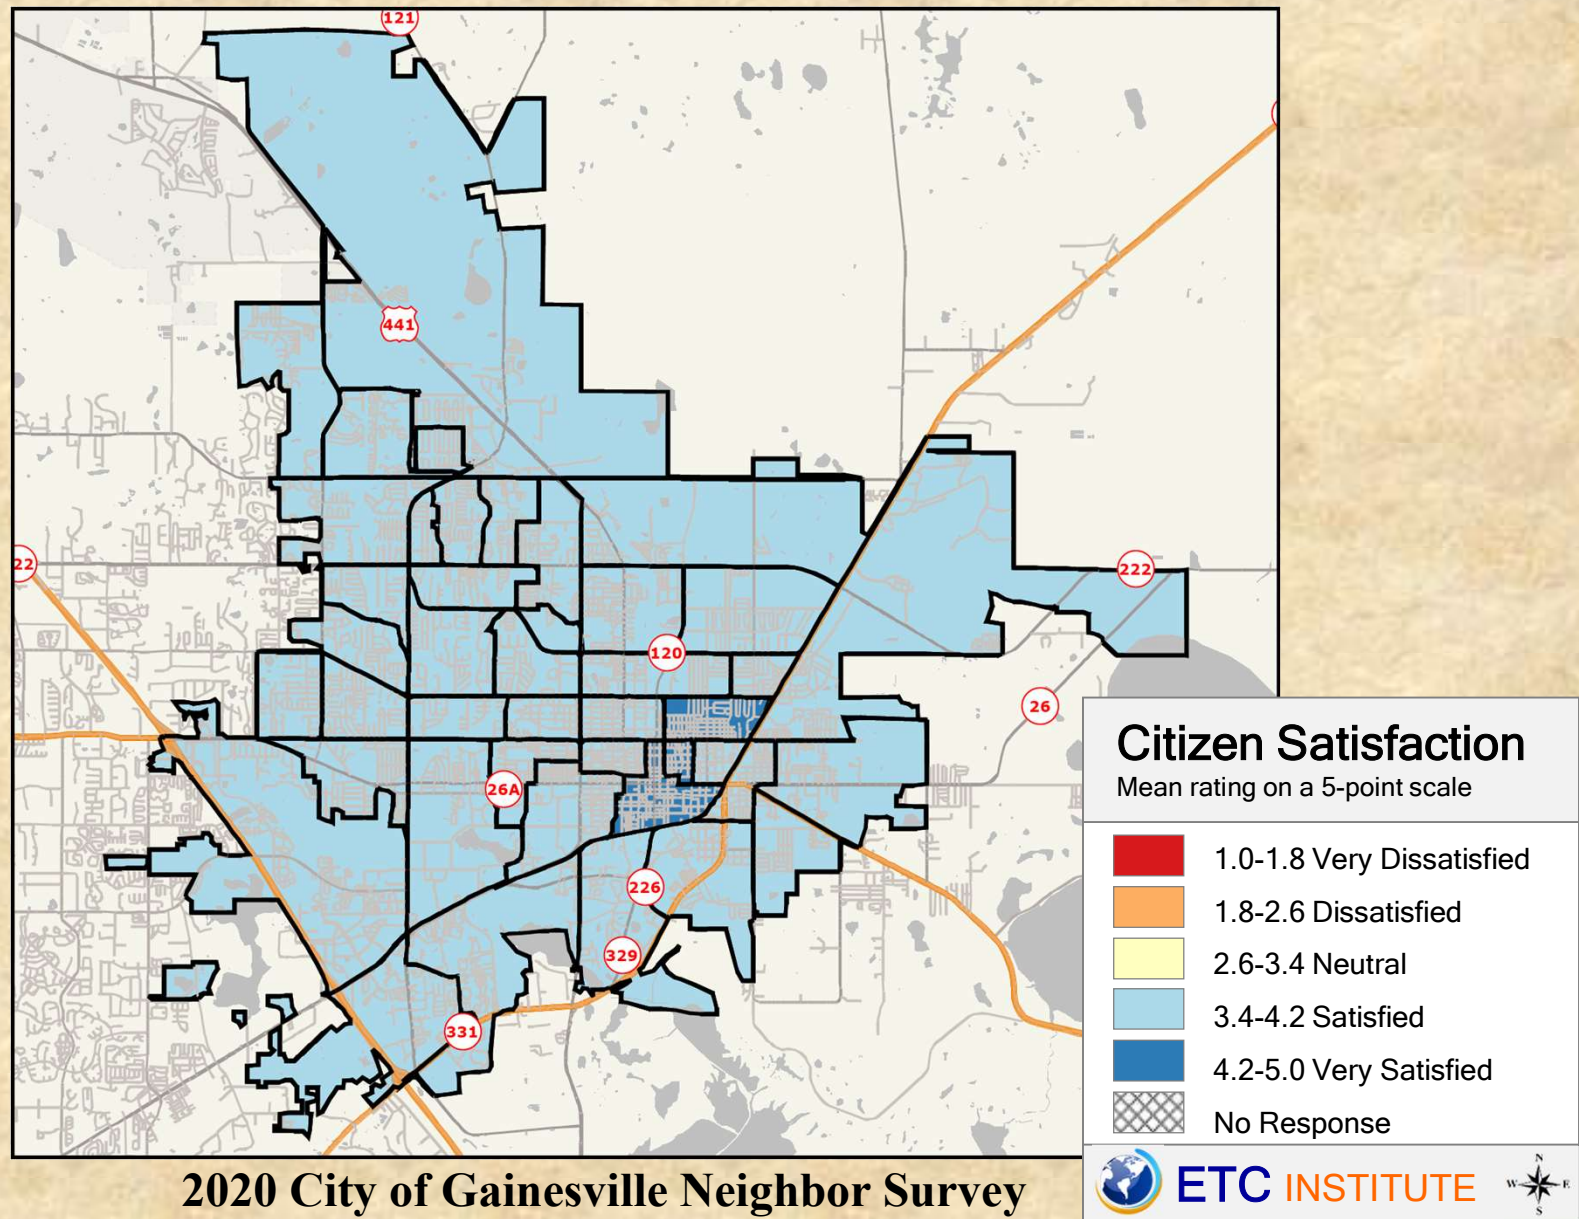 121
441
22
222
120
26
26A
226
329
331
Citizen Satisfaction
Mean rating on a 5-point scale
1.0-1.8 Very Dissatisfied
1.8-2.6 Dissatisfied
2.6-3.4 Neutral
3.4-4.2 Satisfied
4.2-5.0 Very Satisfied
No Response
2020 City of Gainesville Neighbor Survey
ETC INSTITUTE
N
W E
S